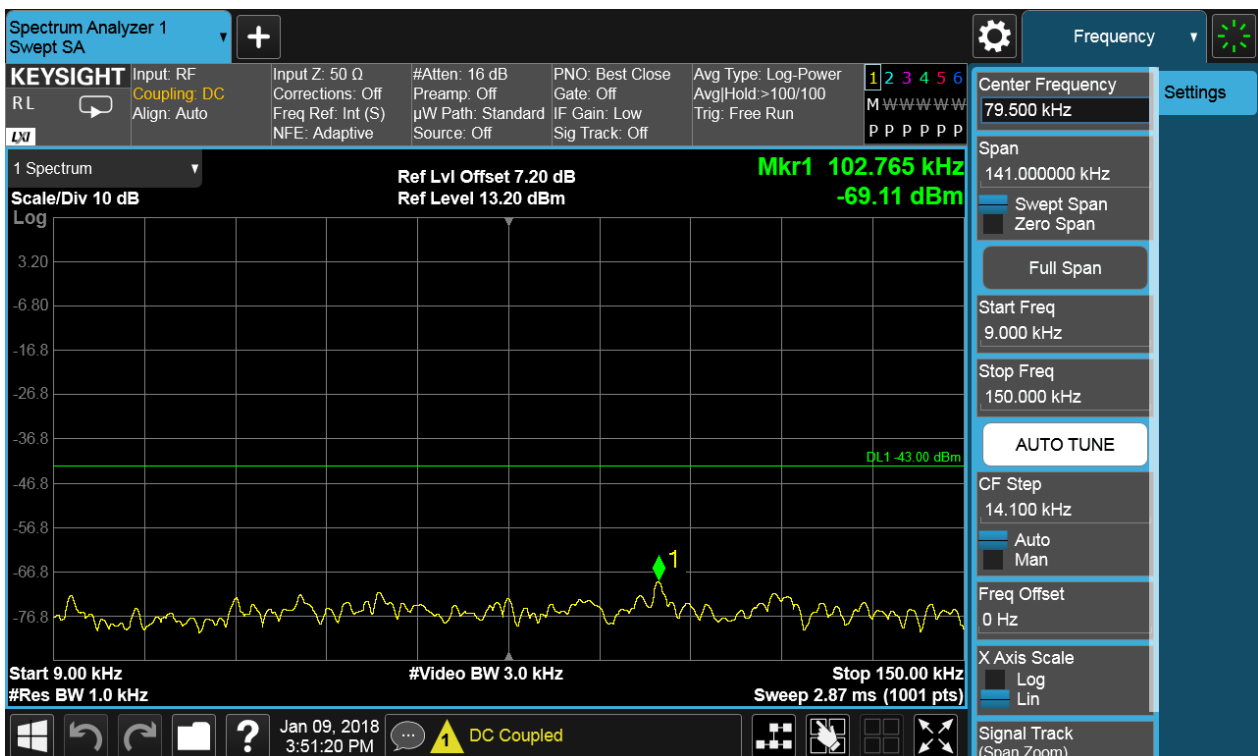 Spectrum Analyzer 1
Swept SA
+
Frequency
KEYSIGHT
R L
LXI
Input: RF
Coupling: DC
Align: Auto
Input Z: 50 Ω
Corrections: Off
Freq Ref: Int (S)
NFE: Adaptive
#Atten: 16 dB
Preamp: Off
µW Path: Standard
Source: Off
PNO: Best Close
Gate: Off
IF Gain: Low
Sig Track: Off
Avg Type: Log-Power
Avg|Hold:>100/100
Trig: Free Run
1 2 3 4 5 6
M W W W W W
P P P P P P
1 Spectrum
Scale/Div 10 dB
Ref Lvl Offset 7.20 dB
Ref Level 13.20 dBm
Mkr1 102.765 kHz
-69.11 dBm
Log
3.20
-6.80
-16.8
-26.8
-36.8
-46.8
-56.8
-66.8
-76.8
DL1 -43.00 dBm
1
Start 9.00 kHz
#Res BW 1.0 kHz
#Video BW 3.0 kHz
Stop 150.00 kHz
Sweep 2.87 ms (1001 pts)
Center Frequency
79.500 kHz
Span
141.000000 kHz
Swept Span
Zero Span
Full Span
Start Freq
9.000 kHz
Stop Freq
150.000 kHz
AUTO TUNE
CF Step
14.100 kHz
Auto
Man
Freq Offset
0 Hz
X Axis Scale
Log
Lin
Signal Track
(Span Zoom)
Settings
?
Jan 09, 2018
3:51:20 PM
1
DC Coupled